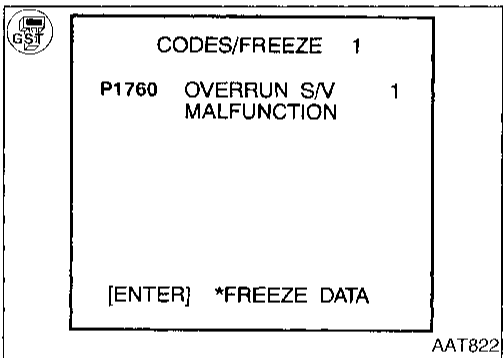 GST
CODES/FREEZE 1
P1760 OVERRUN S/V 1
MALFUNCTION
[ENTER] *FREEZE DATA
AAT822